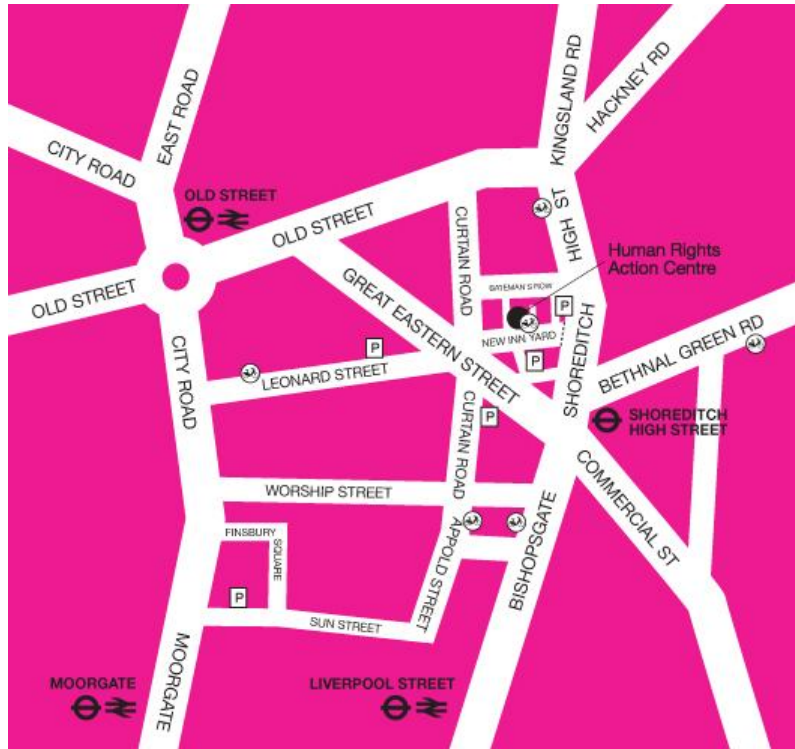 EAST ROAD
CITY ROAD
KINGSLAND RD
HACKNEY RD
OLD STREET
OLD STREET
HIGH ST
CURTAIN ROAD
Human Rights
Action Centre
GATEMAN'S ROW
P
OLD STREET
GREAT EASTERN STREET
NEW INN YARD
P
P
SHOREDITCH
BETHNAL GREEN RD
CITY ROAD
LEONARD STREET
P
SHOREDITCH
HIGH STREET
CURTAIN ROAD
WORSHIP STREET
COMMERCIAL ST
FINSBURY
SQUARE
APPOLD STREET
BISHOPSGATE
P
SUN STREET
MOORGATE
MOORGATE
LIVERPOOL STREET